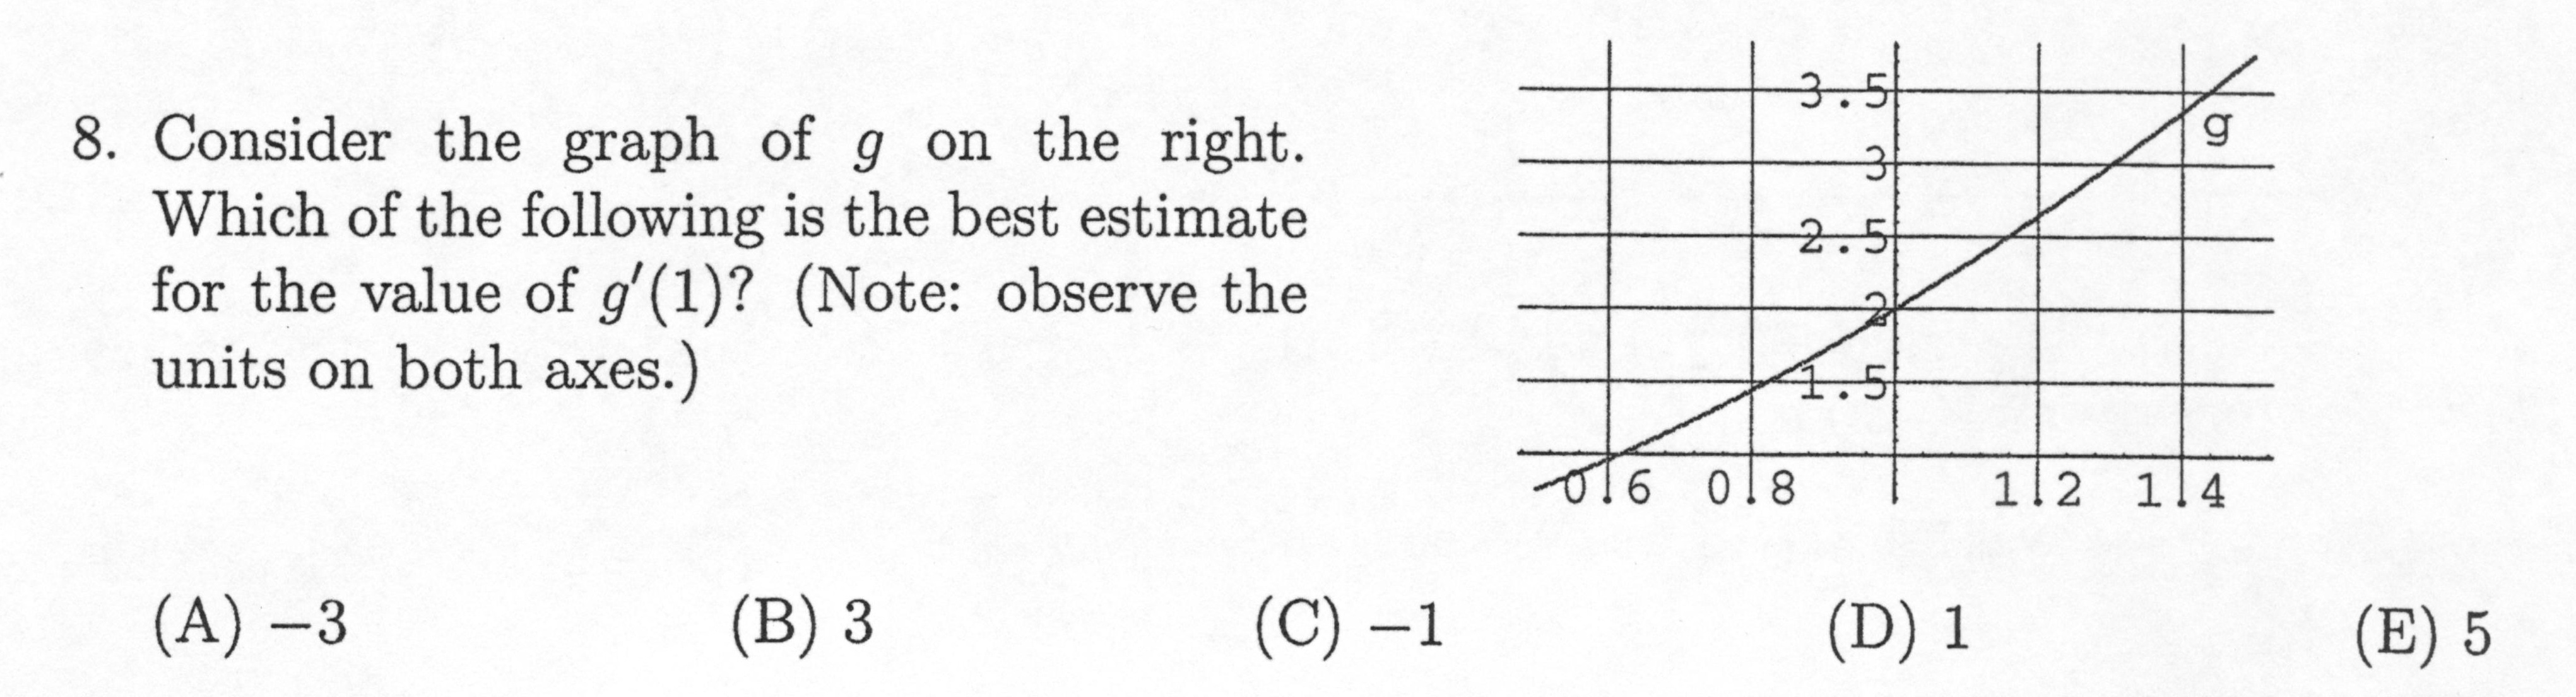 8. Consider the graph of g on the right.
Which of the following is the best estimate
for the value of g′(1)? (Note: observe the
units on both axes.)
3.5
g
3
2.5
2
1.5
0.6 0.8 1.2 1.4
(A) −3 (B) 3 (C) −1 (D) 1 (E) 5